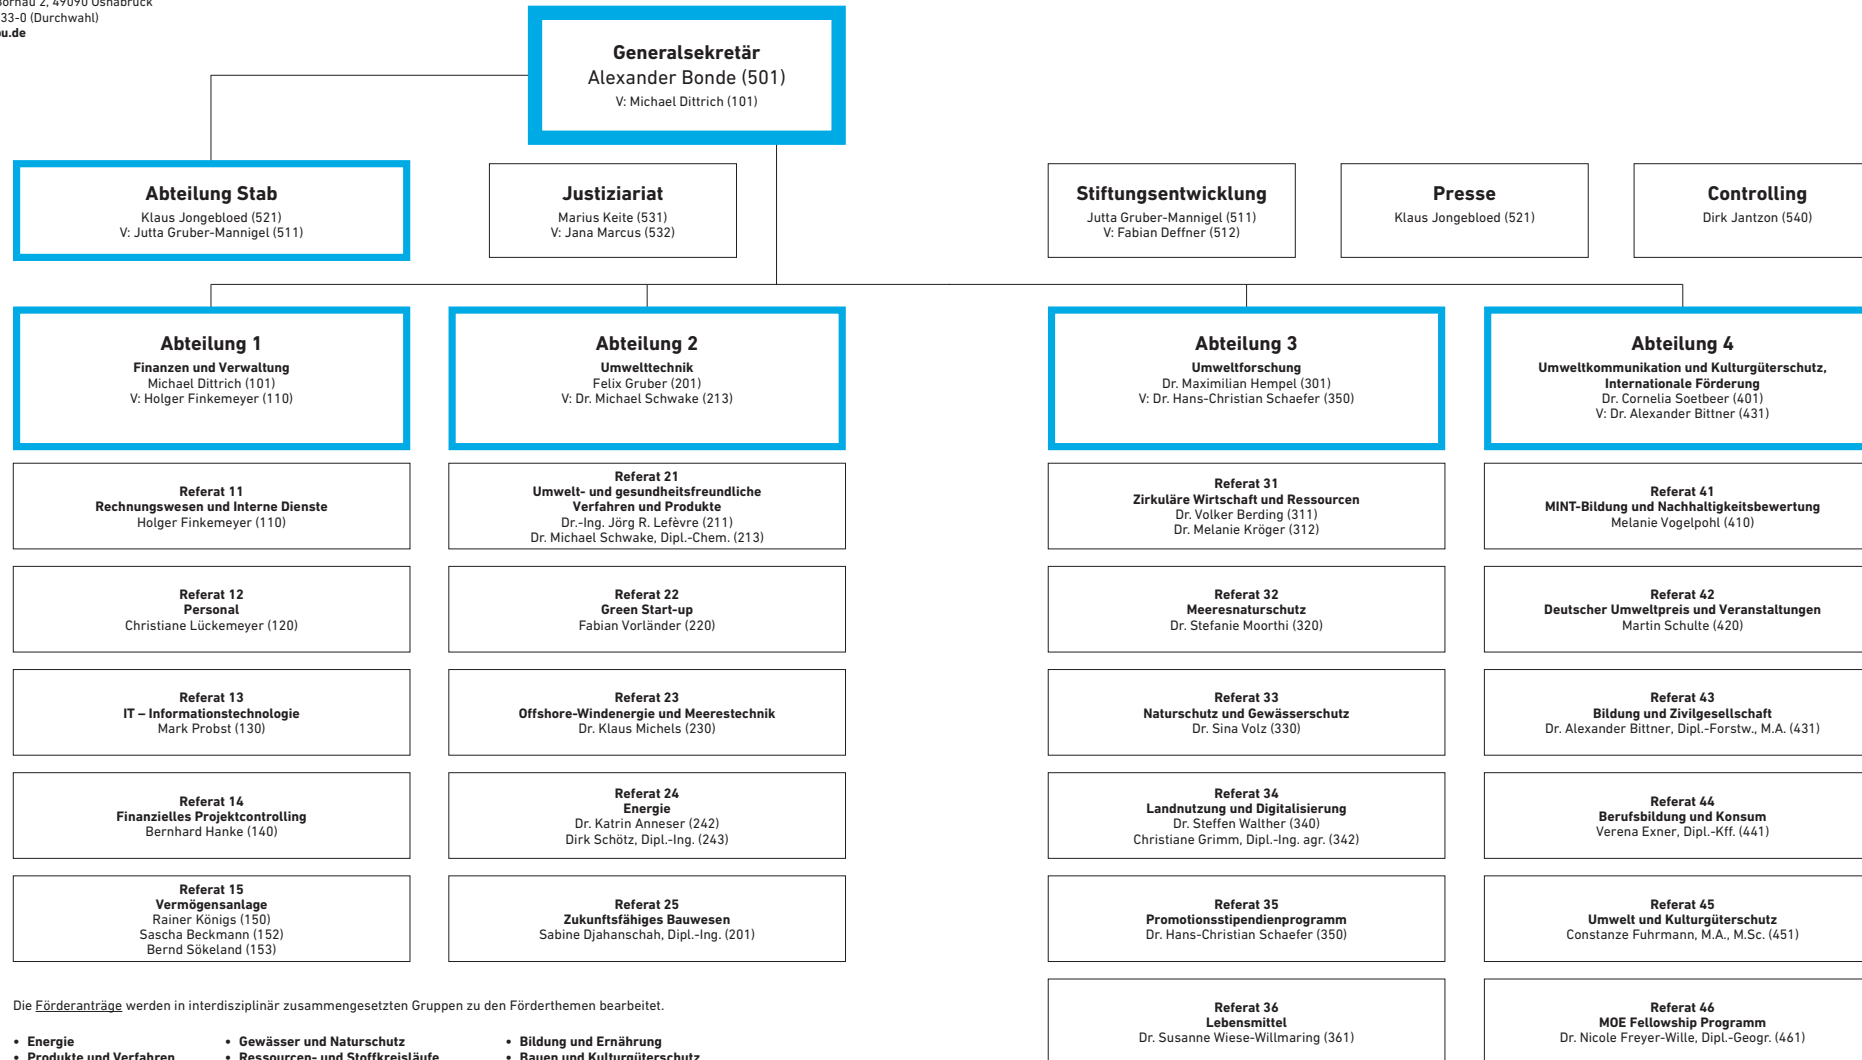 2, 49090 Osnabrück
33-0 (Durchwahl)
u.de
Generalsekretär
Alexander Bonde (501)
V: Michael Dittrich (101)
Abteilung Stab
Klaus Jongebloed (521)
V: Jutta Gruber-Mannigel (511)
Justiziariat
Marius Keite (531)
V: Jana Marcus (532)
Stiftungsentwicklung
Jutta Gruber-Mannigel (511)
V: Fabian Deffner (512)
Presse
Klaus Jongebloed (521)
Controlling
Dirk Jantzon (540)
Abteilung 1
Finanzen und Verwaltung
Michael Dittrich (101)
V: Holger Finkemeyer (110)
Abteilung 2
Umwelttechnik
Felix Gruber (201)
V: Dr. Michael Schwake (213)
Abteilung 3
Umweltforschung
Dr. Maximilian Hempel (301)
V: Dr. Hans-Christian Schaefer (350)
Abteilung 4
Umweltkommunikation und Kulturgüterschutz,
Internationale Förderung
Dr. Cornelia Soetbeer (401)
V: Dr. Alexander Bittner (431)
Referat 11
Rechnungswesen und Interne Dienste
Holger Finkemeyer (110)
Referat 21
Umwelt- und gesundheitsfreundliche
Verfahren und Produkte
Dr.-Ing. Jörg R. Lefèvre (211)
Dr. Michael Schwake, Dipl.-Chem. (213)
Referat 31
Zirkuläre Wirtschaft und Ressourcen
Dr. Volker Berding (311)
Dr. Melanie Kröger (312)
Referat 41
MINT-Bildung und Nachhaltigkeitsbewertung
Melanie Vogelpohl (410)
Referat 12
Personal
Christiane Lückemeyer (120)
Referat 22
Green Start-up
Fabian Vorländer (220)
Referat 32
Meeresnaturschutz
Dr. Stefanie Moorthi (320)
Referat 42
Deutscher Umweltpreis und Veranstaltungen
Martin Schulte (420)
Referat 13
IT – Informationstechnologie
Mark Probst (130)
Referat 23
Offshore-Windenergie und Meerestechnik
Dr. Klaus Michels (230)
Referat 33
Naturschutz und Gewässerschutz
Dr. Sina Volz (330)
Referat 43
Bildung und Zivilgesellschaft
Dr. Alexander Bittner, Dipl.-Forstw., M.A. (431)
Referat 14
Finanzielles Projektcontrolling
Bernhard Hanke (140)
Referat 24
Energie
Dr. Katrin Anneser (242)
Dirk Schötz, Dipl.-Ing. (243)
Referat 34
Landnutzung und Digitalisierung
Dr. Steffen Walther (340)
Christiane Grimm, Dipl.-Ing. agr. (342)
Referat 44
Berufsbildung und Konsum
Verena Exner, Dipl.-Kff. (441)
Referat 15
Vermögensanlage
Rainer Königs (150)
Sascha Beckmann (152)
Bernd Sökeland (153)
Referat 25
Zukunftsfähiges Bauwesen
Sabine Djahanschah, Dipl.-Ing. (201)
Referat 35
Promotionsstipendienprogramm
Dr. Hans-Christian Schaefer (350)
Referat 45
Umwelt und Kulturgüterschutz
Constanze Fuhrmann, M.A., M.Sc. (451)
Referat 36
Lebensmittel
Dr. Susanne Wiese-Willmaring (361)
Referat 46
MOE Fellowship Programm
Dr. Nicole Freyer-Wille, Dipl.-Geogr. (461)
Die Förderanträge werden in interdisziplinär zusammengesetzten Gruppen zu den Förderthemen bearbeitet.
• Energie
• Produkte und Verfahren
• Gewässer und Naturschutz
• Ressourcen- und Stoffkreisläufe
• Bildung und Ernährung
• Bauen und Kulturgüterschutz